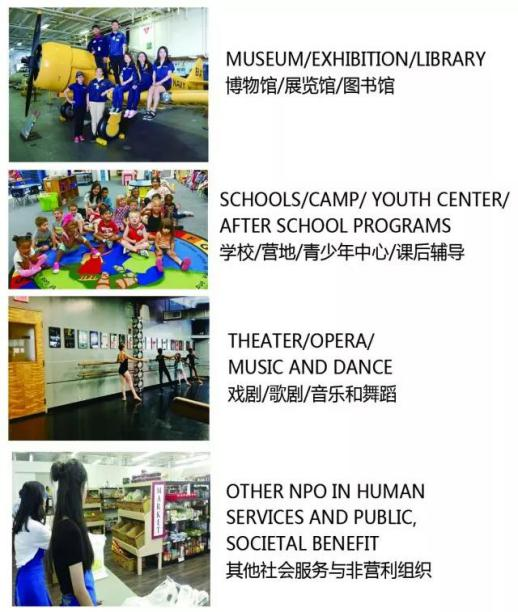 MUSEUM/EXHIBITION/LIBRARY
博物馆/展览馆/图书馆
SCHOOLS/CAMP/ YOUTH CENTER/
AFTER SCHOOL PROGRAMS
学校/营地/青少年中心/课后辅导
THEATER/OPERA/
MUSIC AND DANCE
戏剧/歌剧/音乐和舞蹈
MARKET
OTHER NPO IN HUMAN
SERVICES AND PUBLIC,
SOCIETAL BENEFIT
其他社会服务与非营利组织